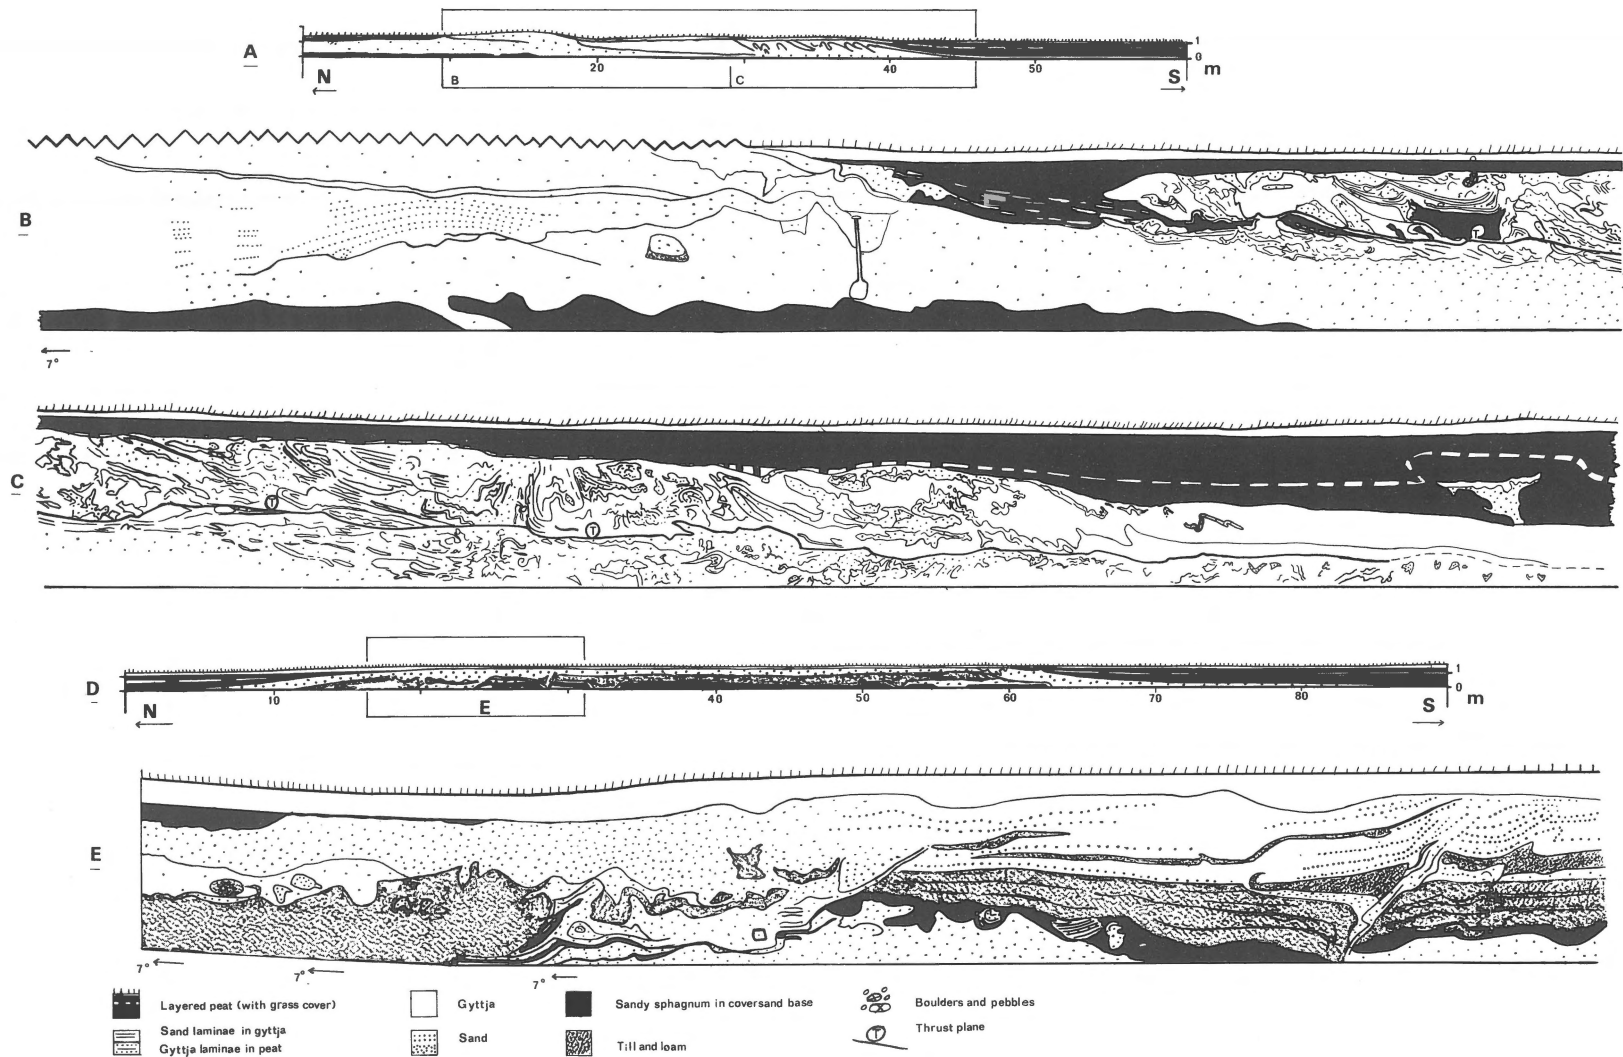 A
1
0
m
N
B
20
C
40
50
S
B
T
7°
C
T
T
D
1
0
m
N
10
E
40
50
60
70
80
S
E
7°
7°
7°
Layered peat (with grass cover)
Gyttja
Sandy sphagnum in coversand base
Boulders and pebbles
Sand laminae in gyttja
Gyttja laminae in peat
Sand
Till and loam
T
Thrust plane